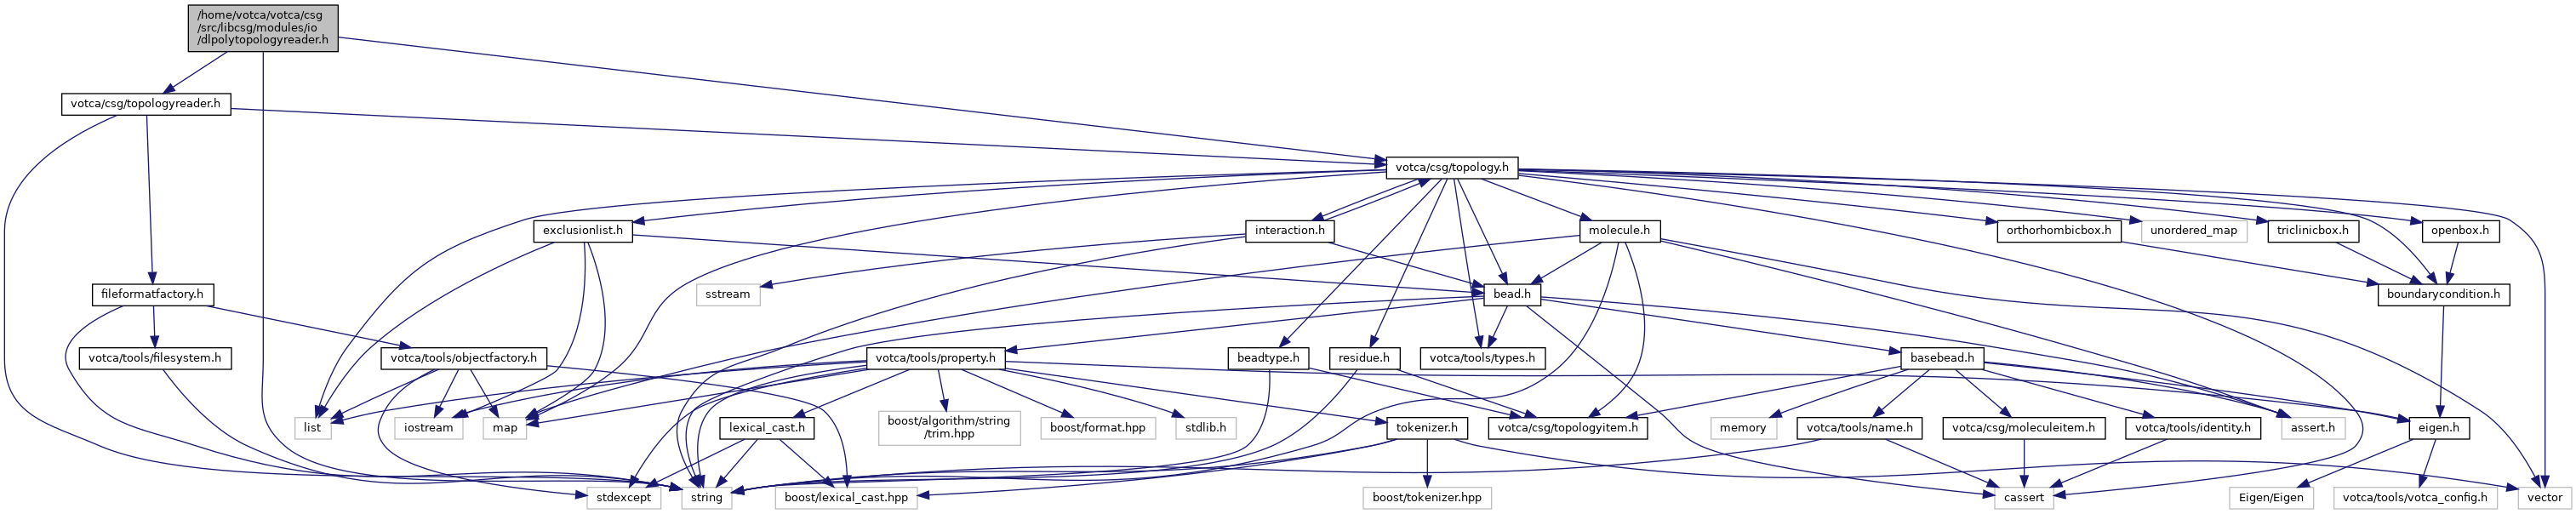 /home/votca/votca/csg
/src/libcsg/modules/io
/dlpolytopologyreader.h
votca/csg/topologyreader.h
votca/csg/topology.h
exclusionlist.h
interaction.h
molecule.h
orthorhombicbox.h
unordered_map
triclinicbox.h
openbox.h
fileformatfactory.h
sstream
bead.h
boundarycondition.h
votca/tools/filesystem.h
votca/tools/objectfactory.h
votca/tools/property.h
beadtype.h
residue.h
votca/tools/types.h
basebead.h
list
iostream
map
lexical_cast.h
boost/algorithm/string
/trim.hpp
boost/format.hpp
stdlib.h
tokenizer.h
votca/csg/topologyitem.h
memory
votca/tools/name.h
votca/csg/moleculeitem.h
votca/tools/identity.h
assert.h
eigen.h
stdexcept
string
boost/lexical_cast.hpp
boost/tokenizer.hpp
cassert
Eigen/Eigen
votca/tools/votca_config.h
vector